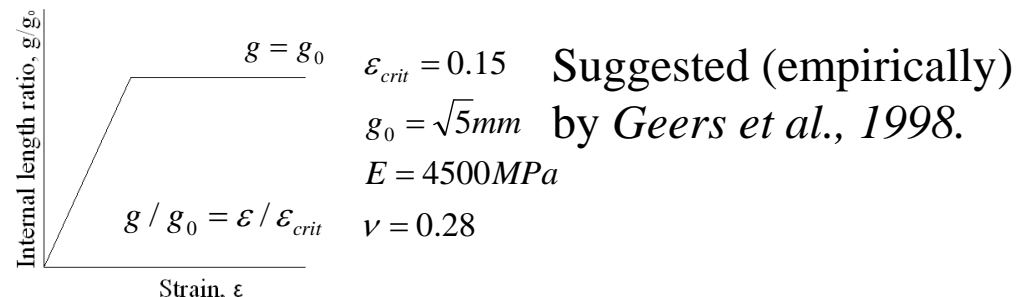 Internal length ratio, g/g₀
g = g₀
g / g₀ = ε / ε_crit
Strain, ε
ε_crit = 0.15
g₀ = √5mm
E = 4500MPa
ν = 0.28
Suggested (empirically)
by Geers et al., 1998.